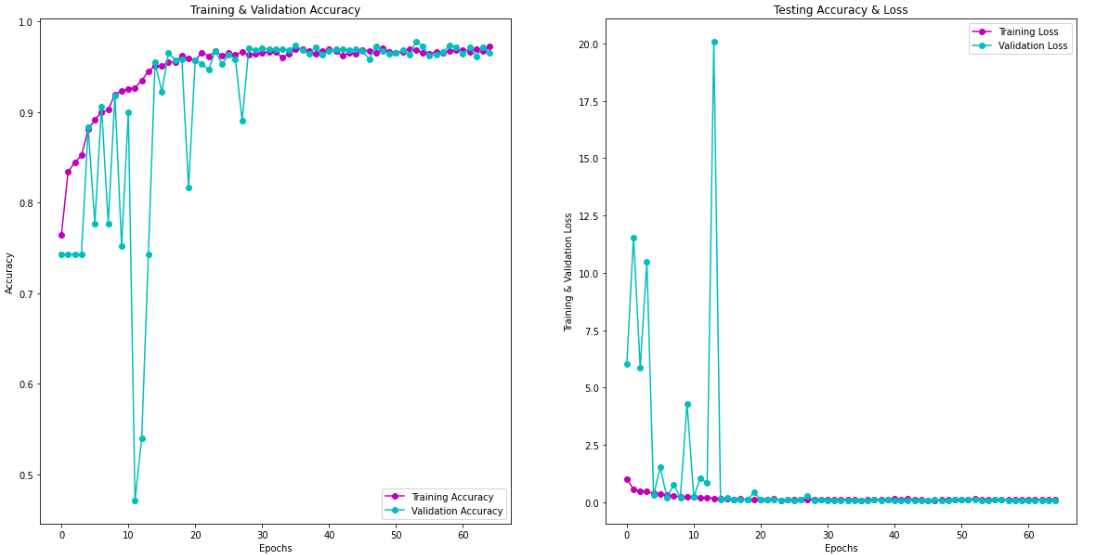 Training & Validation Accuracy
1.0
0.9
0.8
0.7
0.6
0.5
Accuracy
0 10 20 30 40 50 60
Epochs
Training Accuracy
Validation Accuracy
Testing Accuracy & Loss
20.0
17.5
15.0
12.5
10.0
7.5
5.0
2.5
0.0
Training & Validation Loss
0 10 20 30 40 50 60
Epochs
Training Loss
Validation Loss